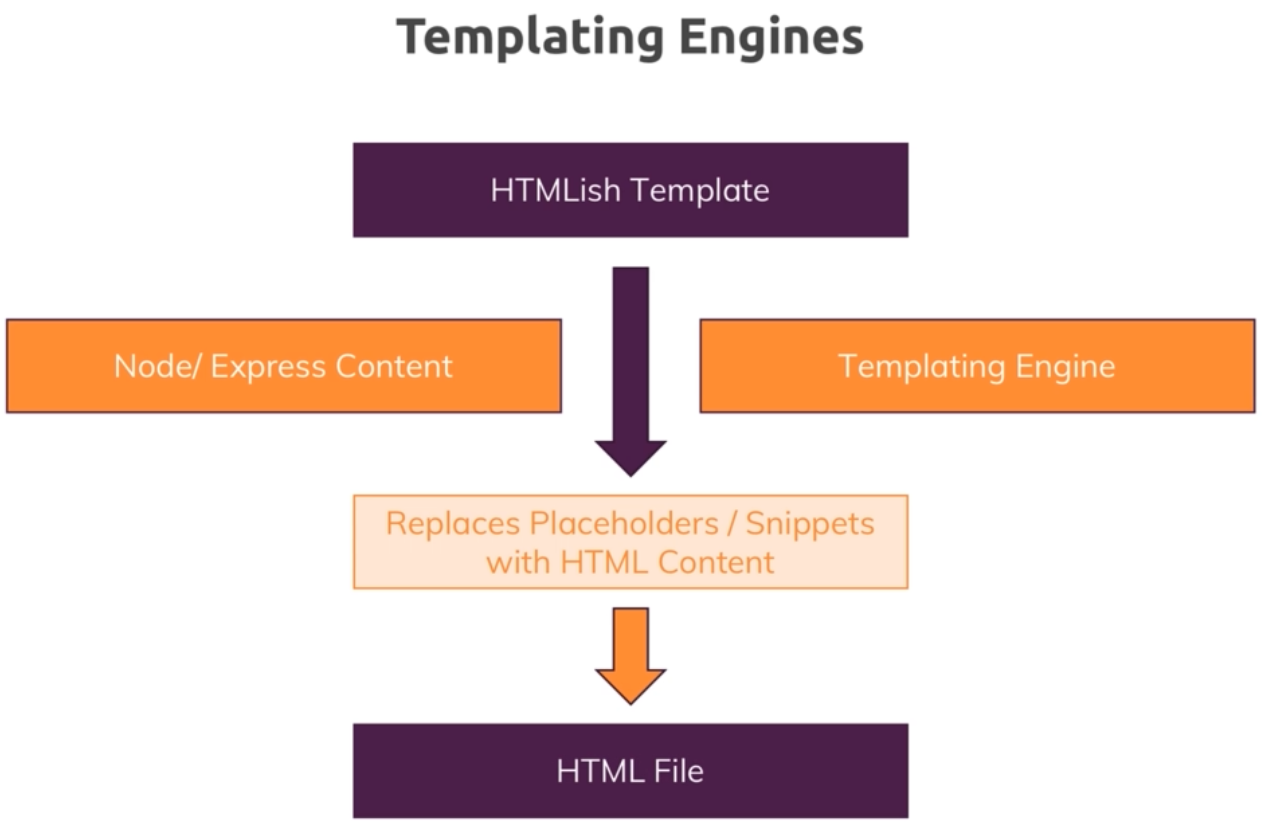 Templating Engines
HTMLish Template
Node/ Express Content
Templating Engine
Replaces Placeholders / Snippets
with HTML Content
HTML File